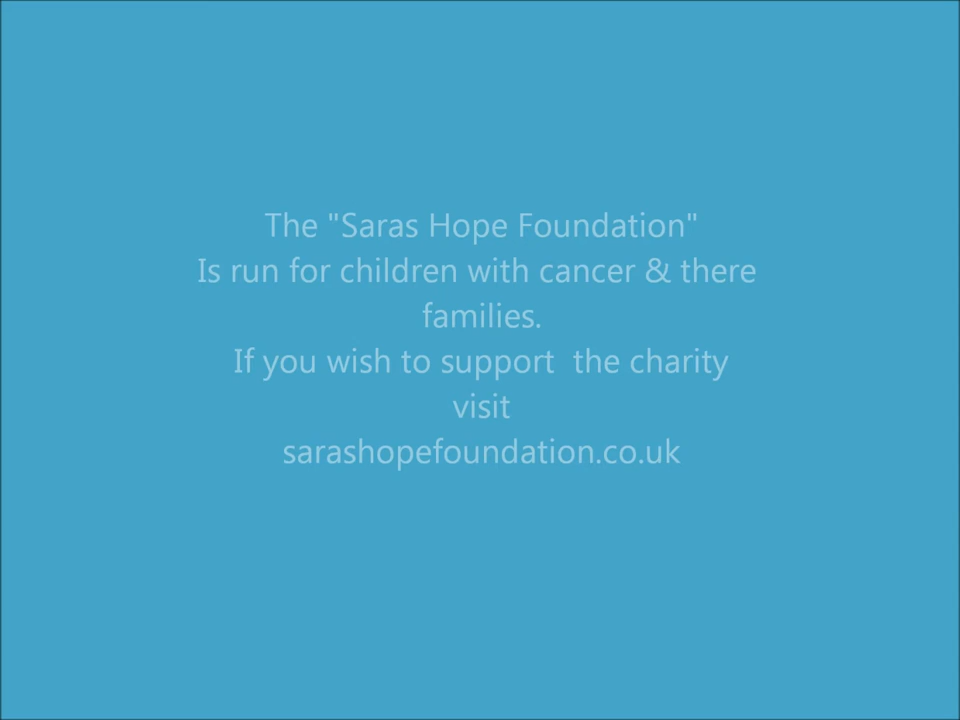 The "Saras Hope Foundation"
Is run for children with cancer & there
families.
If you wish to support  the charity
visit
sarashopefoundation.co.uk